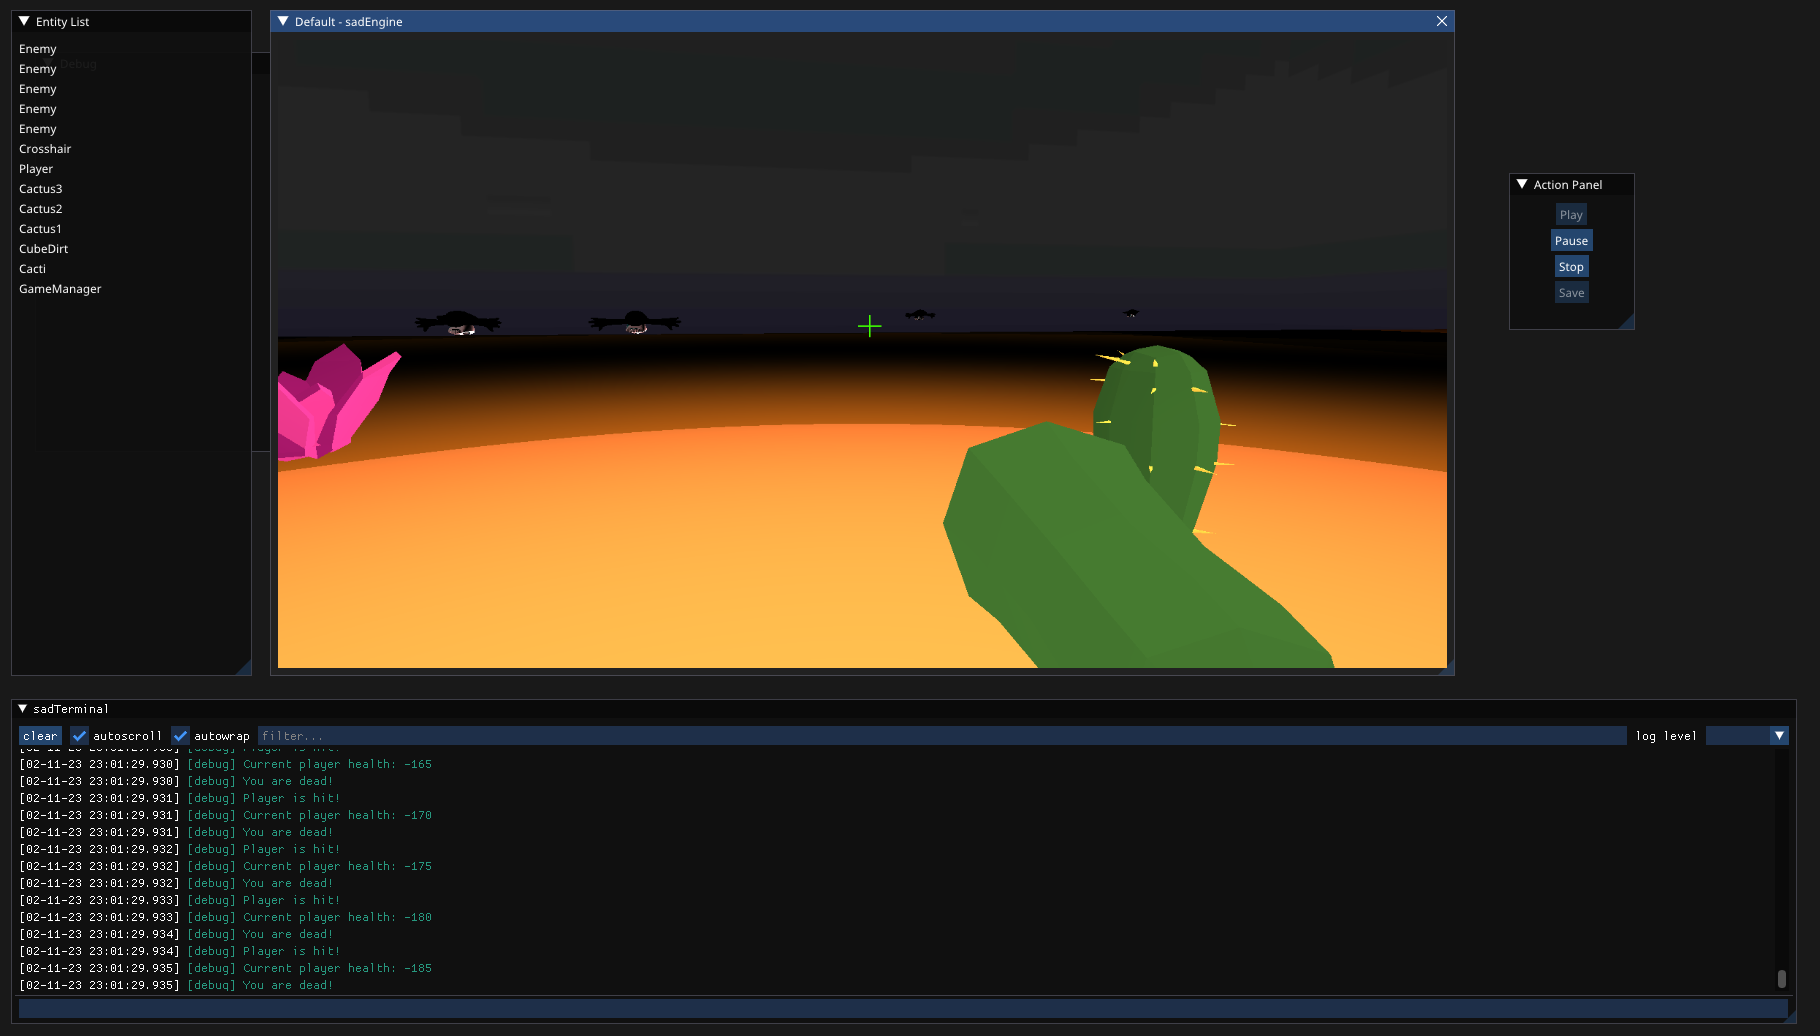 Entity List
Enemy
Debug
Enemy
Enemy
Enemy
Enemy
Crosshair
Player
Cactus3
Cactus2
Cactus1
CubeDirt
Cacti
GameManager
Default - sadEngine
Action Panel
Play
Pause
Stop
Save
sadTerminal
clear autoscroll autowrap filter... log level
[debug] Player is hit!
[02-11-23 23:01:29.930] [debug] Current player health: -165
[02-11-23 23:01:29.930] [debug] You are dead!
[02-11-23 23:01:29.931] [debug] Player is hit!
[02-11-23 23:01:29.931] [debug] Current player health: -170
[02-11-23 23:01:29.931] [debug] You are dead!
[02-11-23 23:01:29.932] [debug] Player is hit!
[02-11-23 23:01:29.932] [debug] Current player health: -175
[02-11-23 23:01:29.932] [debug] You are dead!
[02-11-23 23:01:29.933] [debug] Player is hit!
[02-11-23 23:01:29.933] [debug] Current player health: -180
[02-11-23 23:01:29.934] [debug] You are dead!
[02-11-23 23:01:29.934] [debug] Player is hit!
[02-11-23 23:01:29.935] [debug] Current player health: -185
[02-11-23 23:01:29.935] [debug] You are dead!